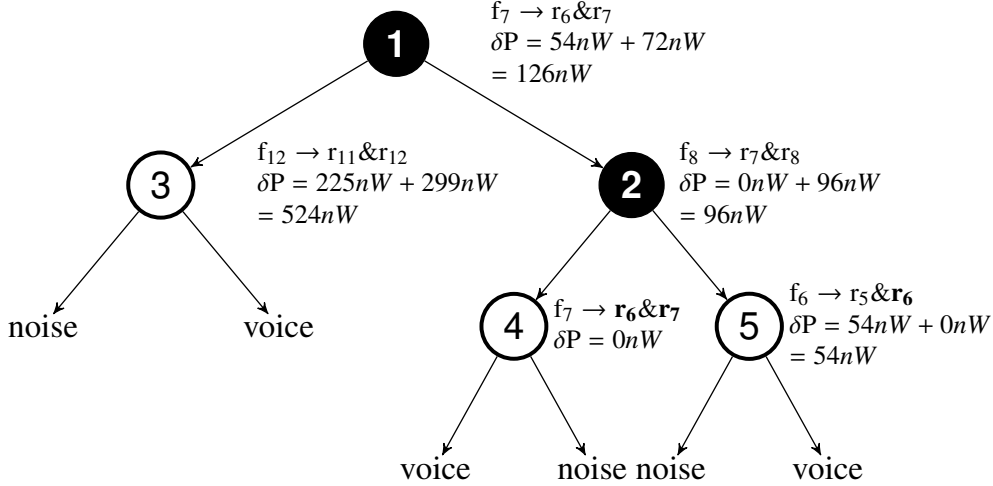 1
f₇ → r₆&r₇
δP = 54nW + 72nW
= 126nW
3
f₁₂ → r₁₁&r₁₂
δP = 225nW + 299nW
= 524nW
2
f₈ → r₇&r₈
δP = 0nW + 96nW
= 96nW
noise
voice
4
f₇ → r₆&r₇
δP = 0nW
5
f₆ → r₅&r₆
δP = 54nW + 0nW
= 54nW
voice
noise
noise
voice